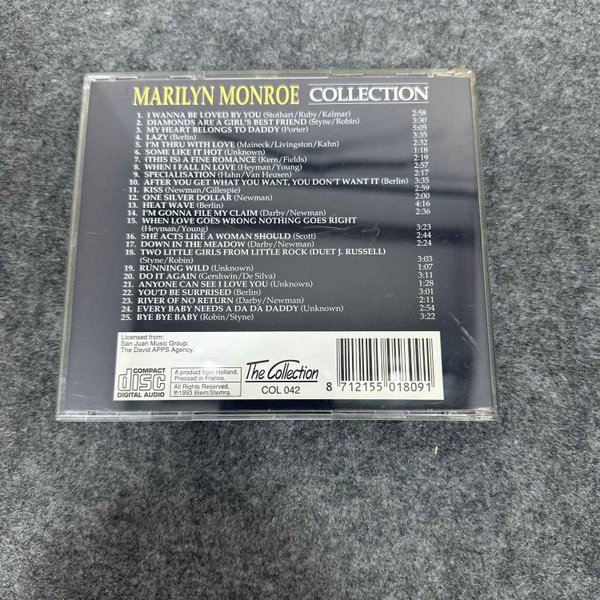 MARILYN MONROE COLLECTION
1. I WANNA BE LOVED BY YOU (Stothart/Ruby/Kalmar) 2:58
2. DIAMONDS ARE A GIRL'S BEST FRIEND (Styne/Robin) 3:30
3. MY HEART BELONGS TO DADDY (Porter) 5:05
4. LAZY (Berlin) 3:35
5. I'M THRU WITH LOVE (Maineck/Livingston/Kahn) 2:32
6. SOME LIKE IT HOT (Unknown) 1:18
7. (THIS IS) A FINE ROMANCE (Kern/Fields) 2:19
8. WHEN I FALL IN LOVE (Heyman/Young) 2:57
9. SPECIALISATION (Hahn/Van Heusen) 2:17
10. AFTER YOU GET WHAT YOU WANT, YOU DON'T WANT IT (Berlin) 3:35
11. KISS (Newman/Gillespie) 2:59
12. ONE SILVER DOLLAR (Newman) 2:00
13. HEAT WAVE (Berlin) 4:16
14. I'M GONNA FILE MY CLAIM (Darby/Newman) 2:36
15. WHEN LOVE GOES WRONG NOTHING GOES RIGHT
(Heyman/Young) 3:23
16. SHE ACTS LIKE A WOMAN SHOULD (Scott) 2:44
17. DOWN IN THE MEADOW (Darby/Newman) 2:24
18. TWO LITTLE GIRLS FROM LITTLE ROCK (DUET J. RUSSELL)
(Styne/Robin) 3:03
19. RUNNING WILD (Unknown) 1:07
20. DO IT AGAIN (Gershwin/De Silva) 3:11
21. ANYONE CAN SEE I LOVE YOU (Unknown) 1:28
22. YOU'D BE SURPRISED (Berlin) 3:01
23. RIVER OF NO RETURN (Darby/Newman) 2:11
24. EVERY BABY NEEDS A DA DA DADDY (Unknown) 2:54
25. BYE BYE BABY (Robin/Styne) 3:22
Licensed from:
San Juan Music Group.
The David APPS Agency.
COMPACT
disc
DIGITAL AUDIO
A product from Holland,
Pressed in France.
All Rights Reserved.
℗1993 Biem/Stemra.
The Collection
COL 042
8 712155 018091